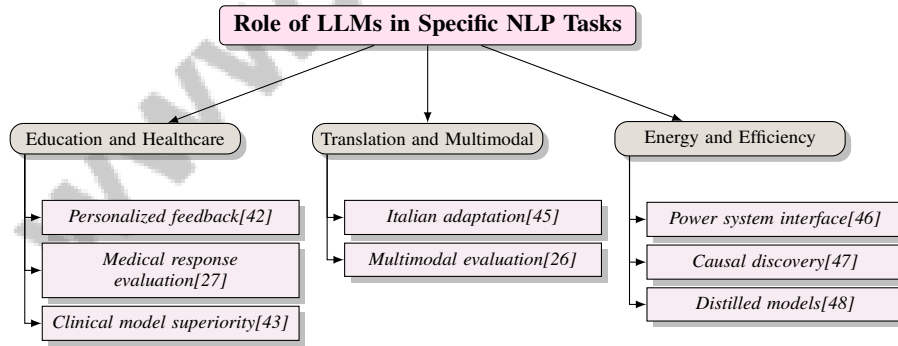 Role of LLMs in Specific NLP Tasks
Education and Healthcare
Personalized feedback[42]
Medical response
evaluation[27]
Clinical model superiority[43]
Translation and Multimodal
Italian adaptation[45]
Multimodal evaluation[26]
Energy and Efficiency
Power system interface[46]
Causal discovery[47]
Distilled models[48]